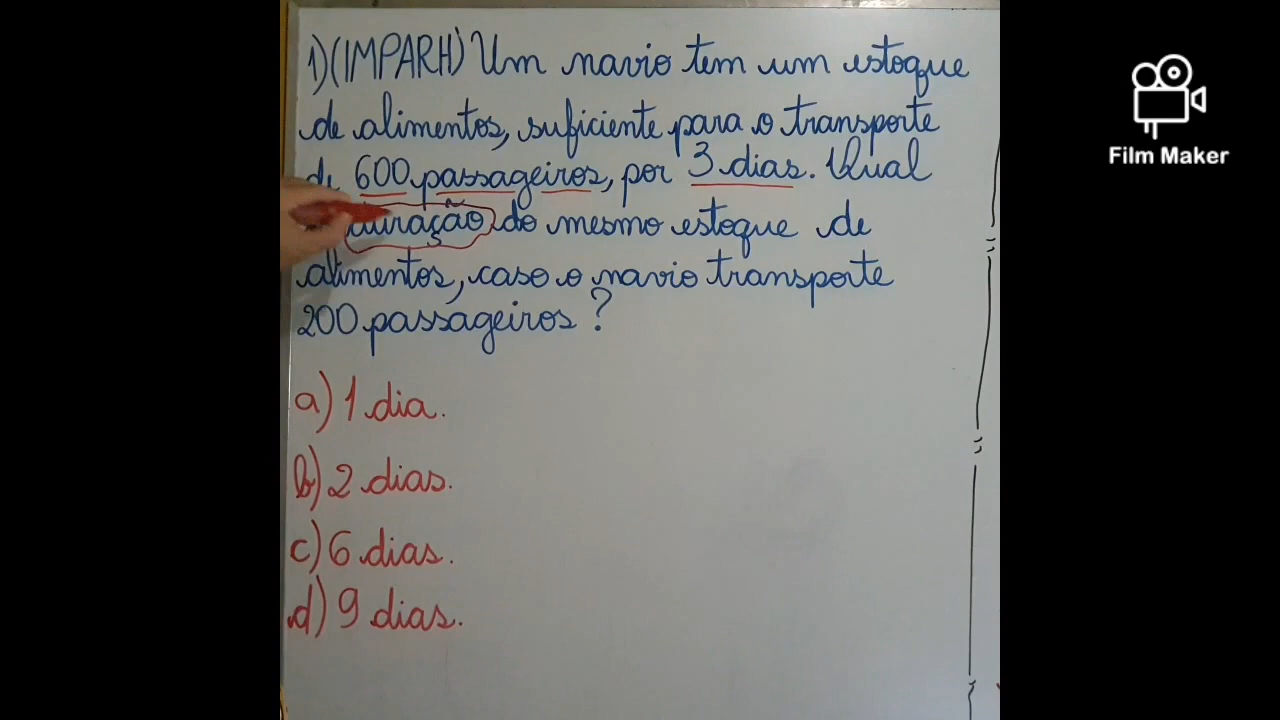 1)(IMPARH) Um navio tem um estoque
de alimentos, suficiente para o transporte
de 600 passageiros, por 3 dias. Qual
duração do mesmo estoque de
alimentos, caso o navio transporte
200 passageiros?
a) 1 dia.
b) 2 dias.
c) 6 dias.
d) 9 dias.
Film Maker